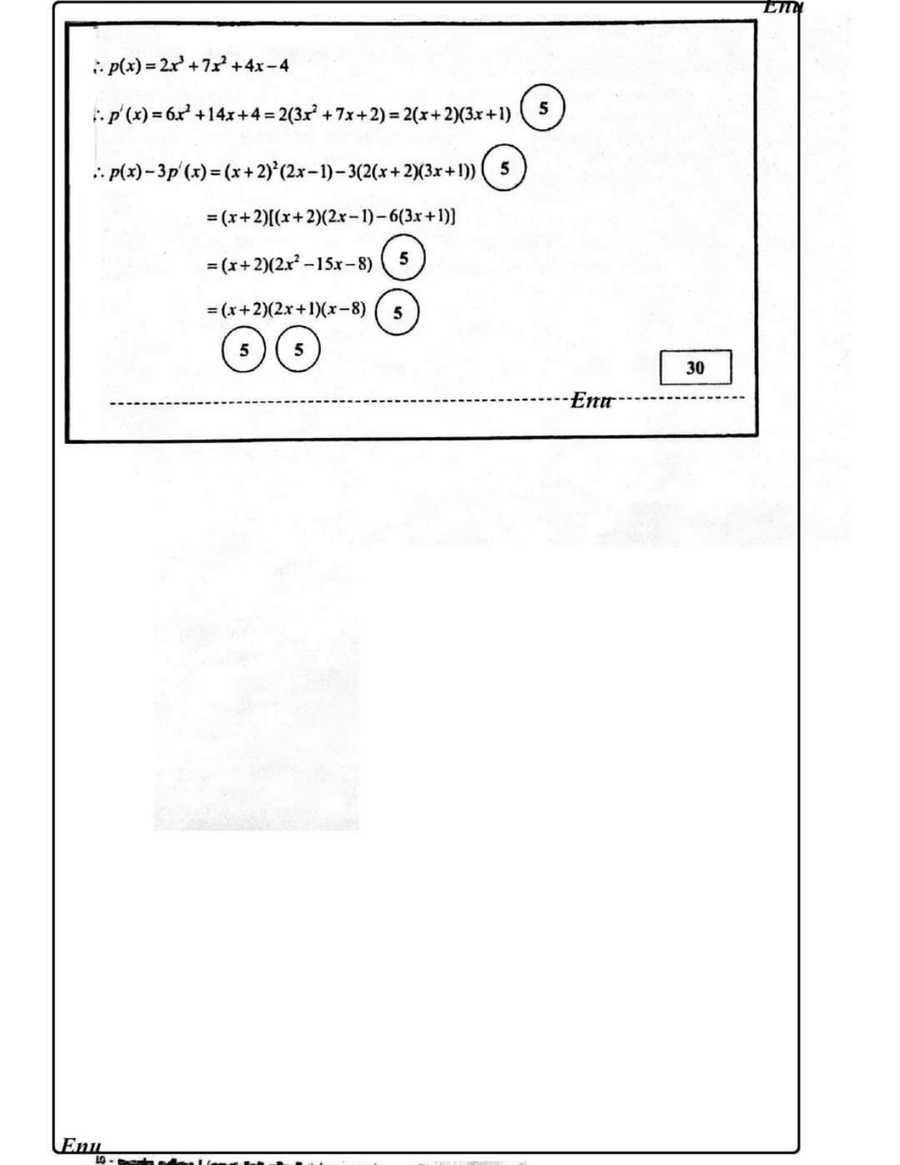 Enu
∴ p(x) = 2x³ + 7x² + 4x − 4
∴ p′(x) = 6x² + 14x + 4 = 2(3x² + 7x + 2) = 2(x + 2)(3x + 1) 5
∴ p(x) − 3p′(x) = (x + 2)²(2x − 1) − 3(2(x + 2)(3x + 1)) 5
= (x + 2)[(x + 2)(2x − 1) − 6(3x + 1)]
= (x + 2)(2x² − 15x − 8) 5
= (x + 2)(2x + 1)(x − 8) 5
5 5
30
Enu
Enu
10 -